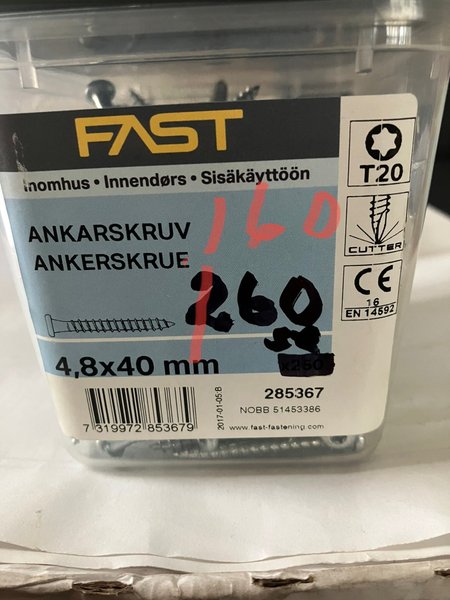 FAST
Inomhus • Innendørs • Sisäkäyttöön
T20
ANKARSKRUV
ANKERSKRUE
160
260
CUTTER
CE
16
EN 14592
4,8x40 mm
x250
285367
NOBB 51453386
2017-01-05:B
7 319972 853679
www.fast-fastening.com